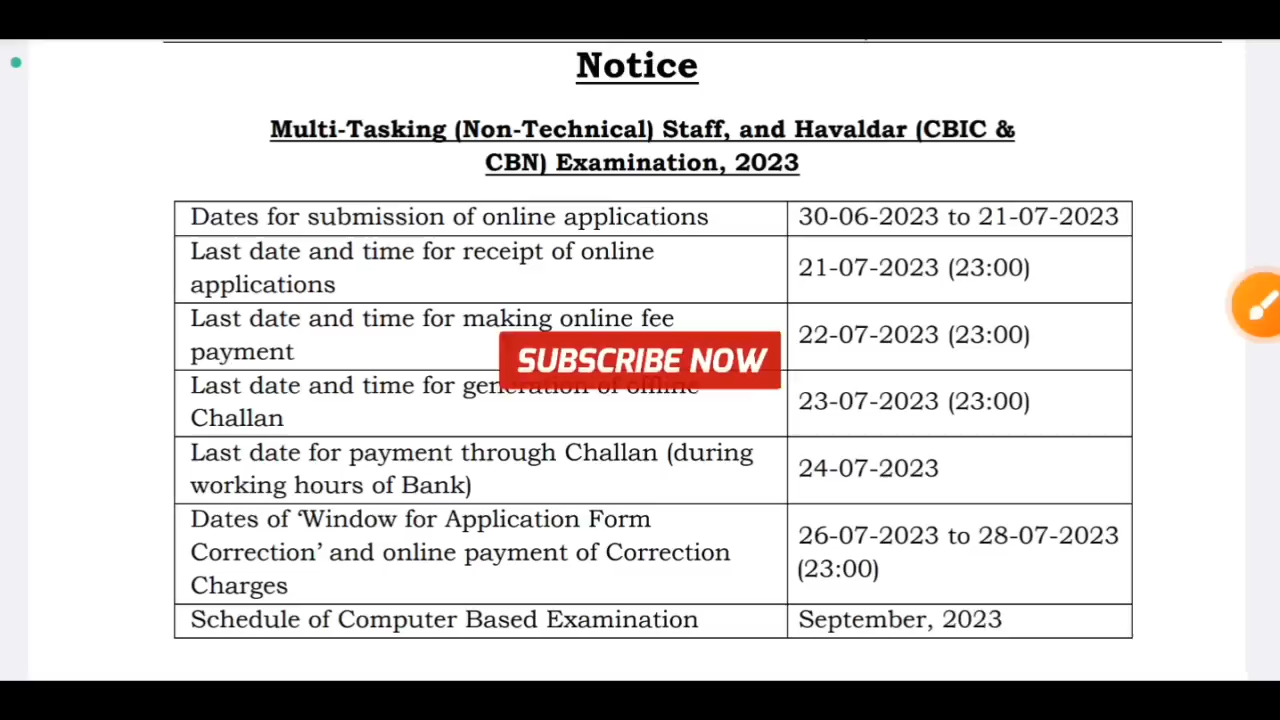 Notice
Multi-Tasking (Non-Technical) Staff, and Havaldar (CBIC &
CBN) Examination, 2023
Dates for submission of online applications
30-06-2023 to 21-07-2023
Last date and time for receipt of online
applications
21-07-2023 (23:00)
Last date and time for making online fee
payment
22-07-2023 (23:00)
SUBSCRIBE NOW
Last date and time for generation of offline
Challan
23-07-2023 (23:00)
Last date for payment through Challan (during
working hours of Bank)
24-07-2023
Dates of ‘Window for Application Form
Correction’ and online payment of Correction
Charges
26-07-2023 to 28-07-2023
(23:00)
Schedule of Computer Based Examination
September, 2023